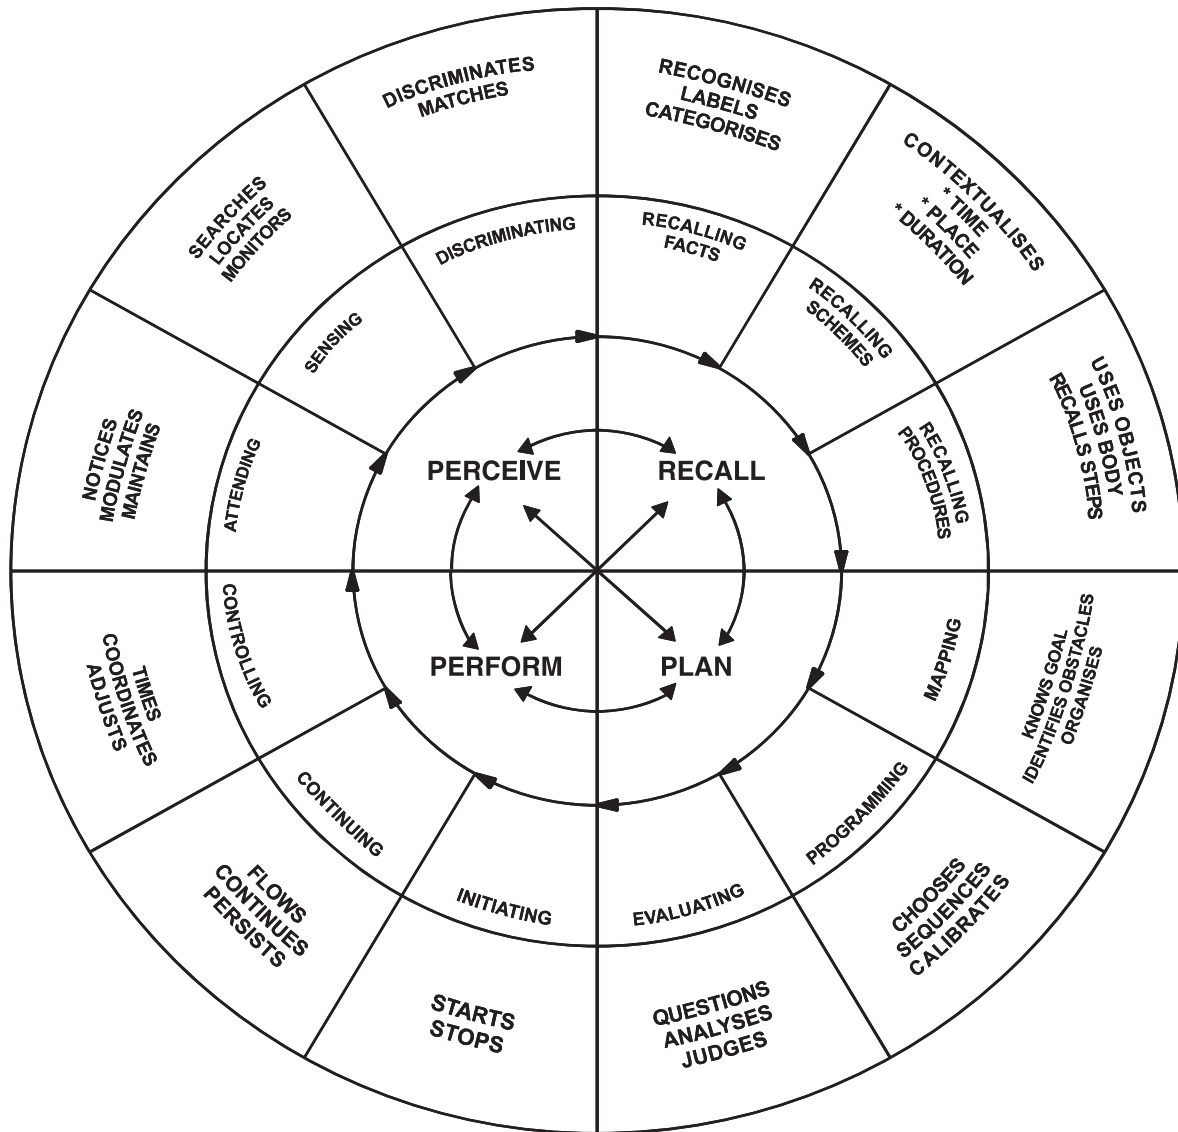 DISCRIMINATES
MATCHES
RECOGNISES
LABELS
CATEGORISES
CONTEXTUALISES
* TIME
* PLACE
* DURATION
USES OBJECTS
USES BODY
RECALLS STEPS
KNOWS GOAL
IDENTIFIES OBSTACLES
ORGANISES
CHOOSES
SEQUENCES
CALIBRATES
QUESTIONS
ANALYSES
JUDGES
STARTS
STOPS
FLOWS
CONTINUES
PERSISTS
TIMES
COORDINATES
ADJUSTS
NOTICES
MODULATES
MAINTAINS
SEARCHES
LOCATES
MONITORS
DISCRIMINATING
RECALLING
FACTS
RECALLING
SCHEMES
RECALLING
PROCEDURES
MAPPING
PROGRAMMING
EVALUATING
INITIATING
CONTINUING
CONTROLLING
ATTENDING
SENSING
PERCEIVE
RECALL
PERFORM
PLAN